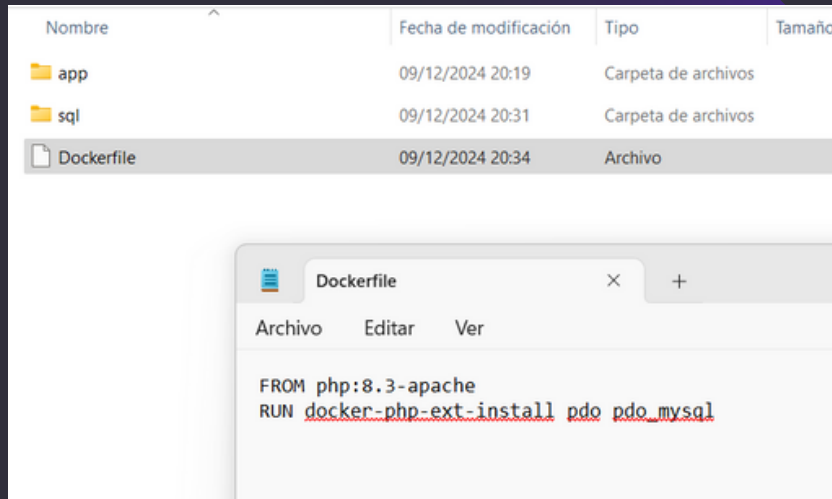 Nombre Fecha de modificación Tipo Tamaño
app 09/12/2024 20:19 Carpeta de archivos
sql 09/12/2024 20:31 Carpeta de archivos
Dockerfile 09/12/2024 20:34 Archivo
Dockerfile
Archivo Editar Ver
FROM php:8.3-apache
RUN docker-php-ext-install pdo pdo_mysql